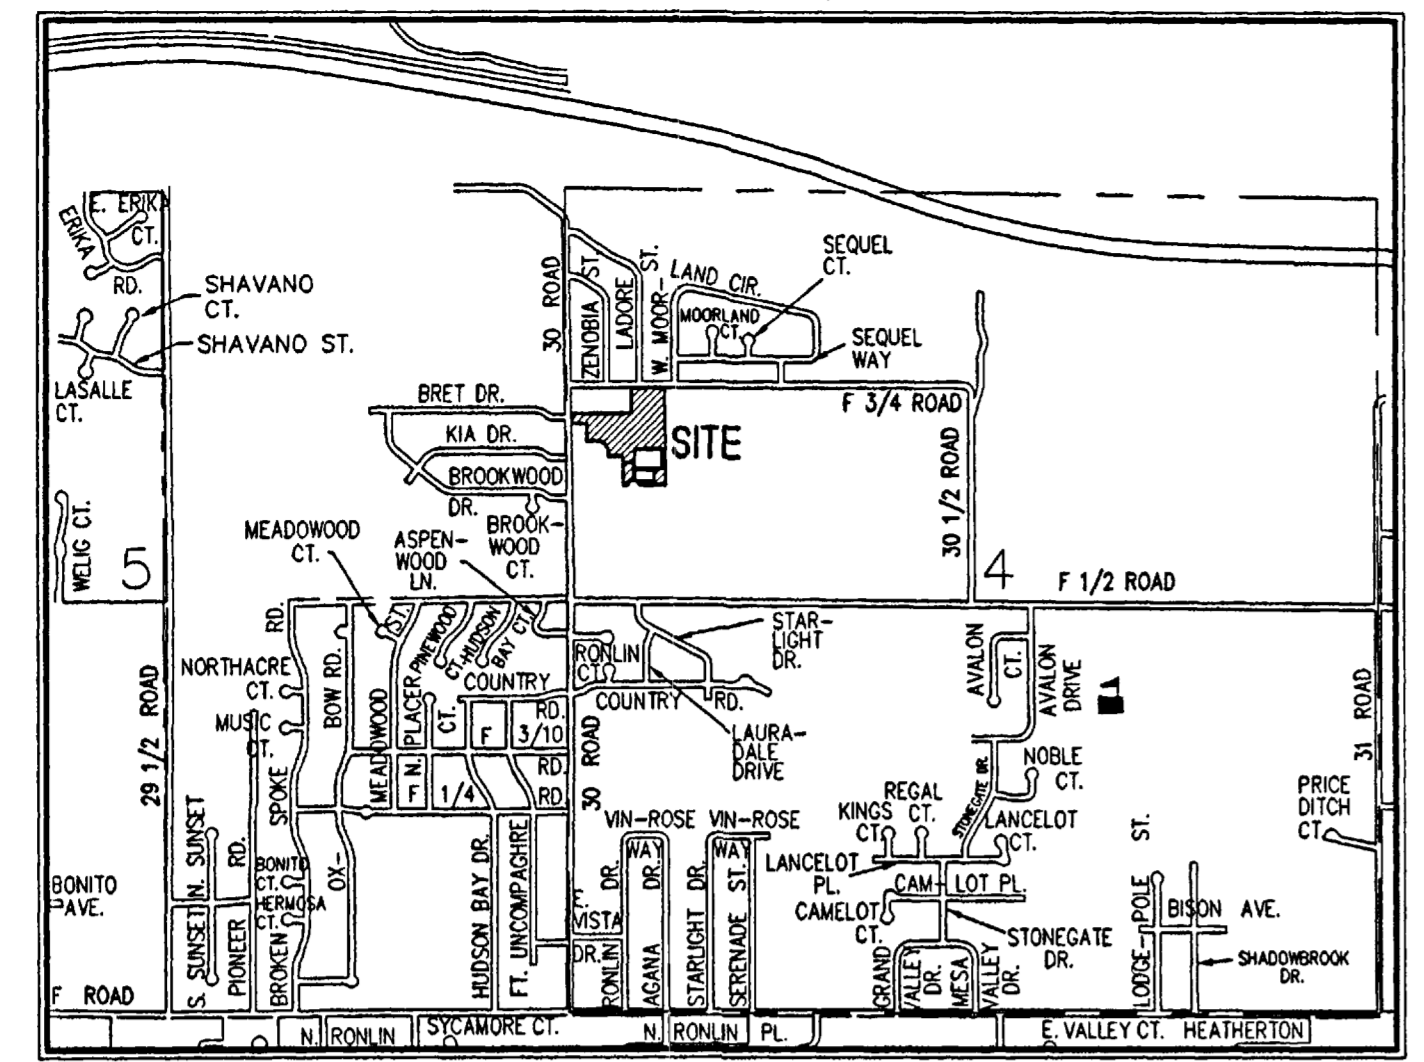 E. ERIKA
CT.
ERIKA
RD.
SHAVANO
CT.
SHAVANO ST.
LASALLE
CT.
WELIG CT.
5
29 1/2 ROAD
BONITO
AVE.
F ROAD
30 ROAD
ZENOBIA ST.
LADORE ST.
W. MOOR-
LAND CIR.
MOORLAND
CT.
SEQUEL
CT.
SEQUEL
WAY
F 3/4 ROAD
SITE
BRET DR.
KIA DR.
BROOKWOOD
DR.
BROOK-
WOOD
CT.
MEADOWOOD
CT.
ASPEN-
WOOD
LN.
30 1/2 ROAD
4
F 1/2 ROAD
NORTHACRE
CT.
MUSIC
CT.
BROKEN SPOKE RD.
OX-
BOW RD.
MEADOWOOD ST.
N. PLACER CT.
PINEWOOD CT.
HUDSON
BAY CT.
COUNTRY RD.
F 3/10 RD.
F 1/4 RD.
RONLIN
CT.
COUNTRY RD.
STAR-
LIGHT
DR.
LAURA-
DALE
DRIVE
30 ROAD
AVALON
CT.
AVALON
DRIVE
31 ROAD
NOBLE
CT.
STONEGATE DR.
REGAL
CT.
KINGS
CT.
LANCELOT
CT.
LANCELOT
PL.
CAM- LOT PL.
CAMELOT
CT.
STONEGATE
DR.
PRICE
DITCH
CT.
S. SUNSET N. SUNSET
PIONEER RD.
BONITO
CT.
HERMOSA
CT.
HUDSON BAY DR.
FT. UNCOMPAGHRE
E.
VISTA
DR.
VIN-ROSE
WAY
VIN-ROSE
WAY
RONLIN DR.
AGANA DR.
STARLIGHT DR.
SERENADE ST.
GRAND
VALLEY
DR.
MESA
VALLEY
DR.
LODGE-POLE ST.
BISON AVE.
SHADOWBROOK
DR.
N. RONLIN
SYCAMORE CT.
N. RONLIN PL.
E. VALLEY CT. HEATHERTON